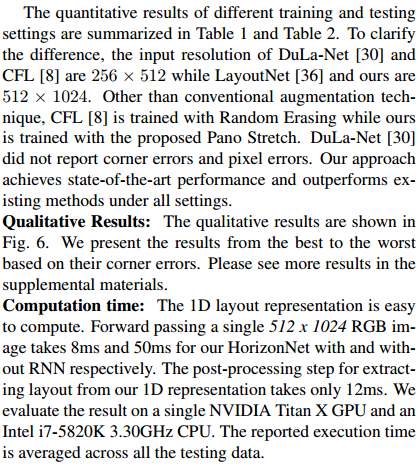 The quantitative results of different training and testing
settings are summarized in Table 1 and Table 2. To clarify
the difference, the input resolution of DuLa-Net [30] and
CFL [8] are 256 × 512 while LayoutNet [36] and ours are
512 × 1024. Other than conventional augmentation tech-
nique, CFL [8] is trained with Random Erasing while ours
is trained with the proposed Pano Stretch. DuLa-Net [30]
did not report corner errors and pixel errors. Our approach
achieves state-of-the-art performance and outperforms ex-
isting methods under all settings.
Qualitative Results: The qualitative results are shown in
Fig. 6. We present the results from the best to the worst
based on their corner errors. Please see more results in the
supplemental materials.
Computation time: The 1D layout representation is easy
to compute. Forward passing a single 512 x 1024 RGB im-
age takes 8ms and 50ms for our HorizonNet with and with-
out RNN respectively. The post-processing step for extract-
ing layout from our 1D representation takes only 12ms. We
evaluate the result on a single NVIDIA Titan X GPU and an
Intel i7-5820K 3.30GHz CPU. The reported execution time
is averaged across all the testing data.